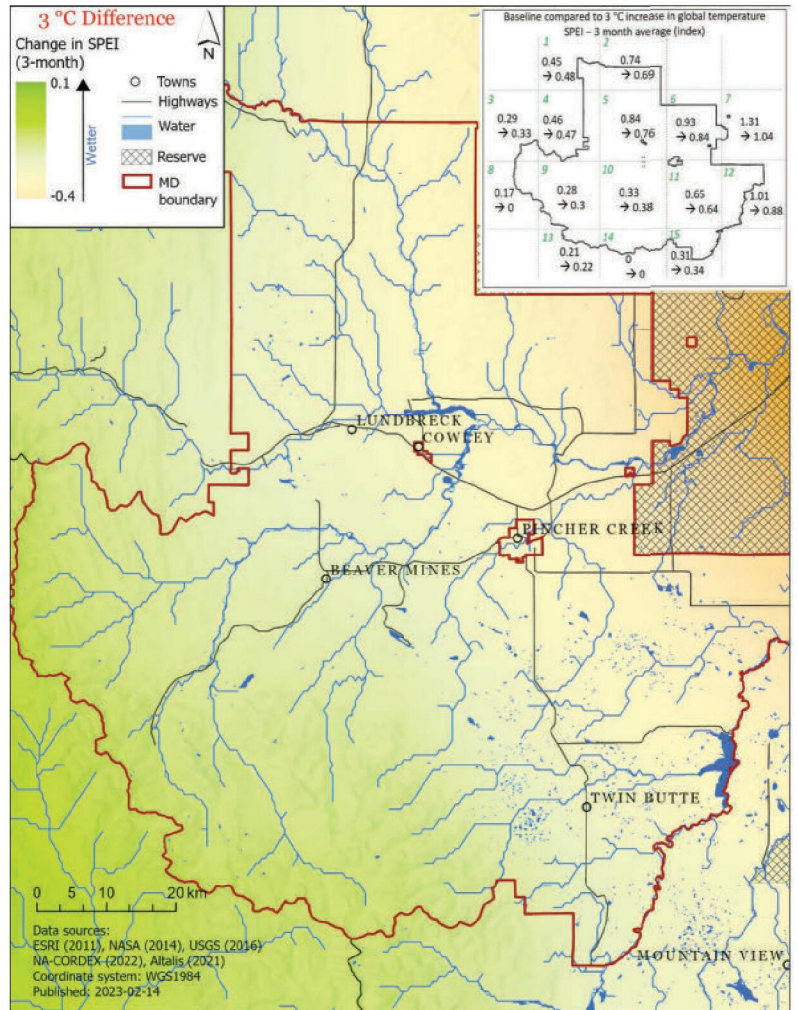 3 °C Difference
Change in SPEI
(3-month)
0.1
-0.4
Wetter
N
Towns
Highways
Water
Reserve
MD
boundary
Baseline compared to 3 °C increase in global temperature
SPEI – 3 month average (index)
1
0.45
→ 0.48
2
0.74
→ 0.69
3
0.29
→ 0.33
4
0.46
→ 0.47
5
0.84
→ 0.76
6
0.93
→ 0.84
7
1.31
→ 1.04
8
0.17
→ 0
9
0.28
→ 0.3
10
0.33
→ 0.38
11
0.65
→ 0.64
12
1.01
→ 0.88
13
0.21
→ 0.22
14
0
→ 0
15
0.31
→ 0.34
LUNDBRECK
COWLEY
PINCHER CREEK
BEAVER MINES
TWIN BUTTE
MOUNTAIN VIEW
0 5 10 20 km
Data sources:
ESRI (2011), NASA (2014), USGS (2016)
NA-CORDEX (2022), Altalis (2021)
Coordinate system: WGS1984
Published: 2023-02-14